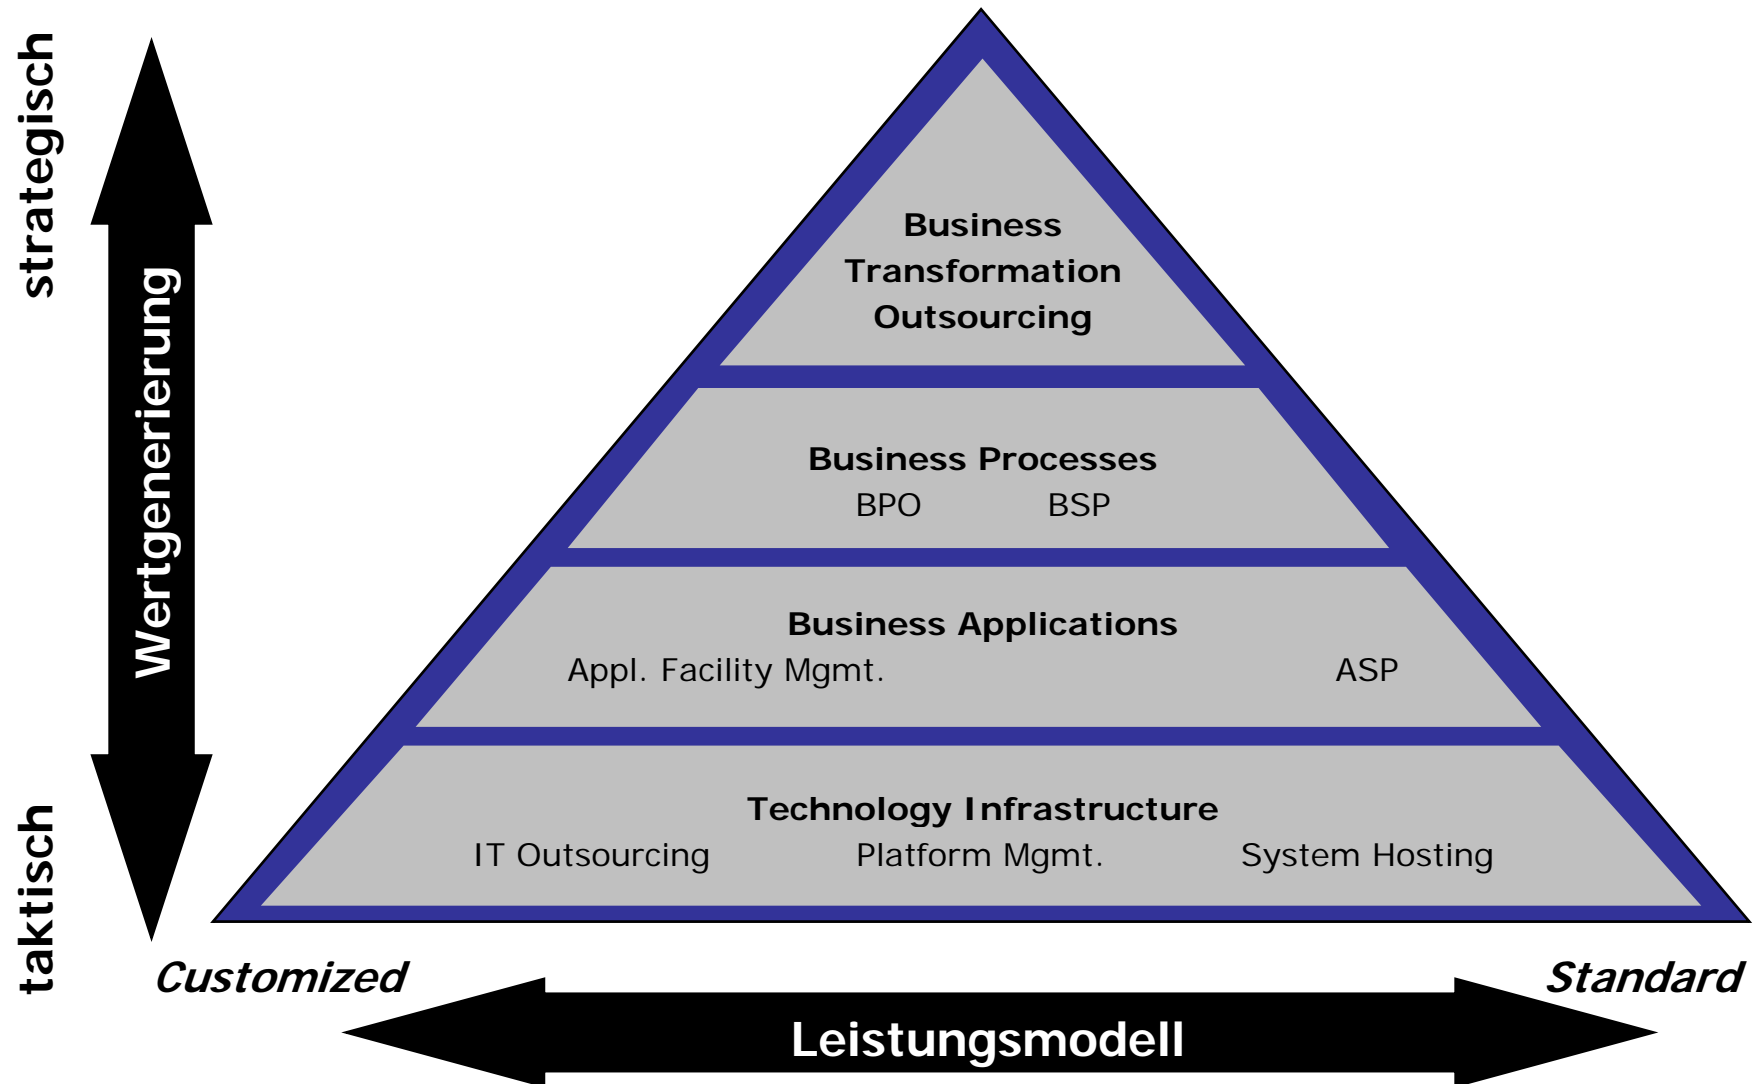 strategisch
Wertgenerierung
taktisch
Business
Transformation
Outsourcing
Business Processes
BPO BSP
Business Applications
Appl. Facility Mgmt. ASP
Technology Infrastructure
IT Outsourcing Platform Mgmt. System Hosting
Customized Standard
Leistungsmodell